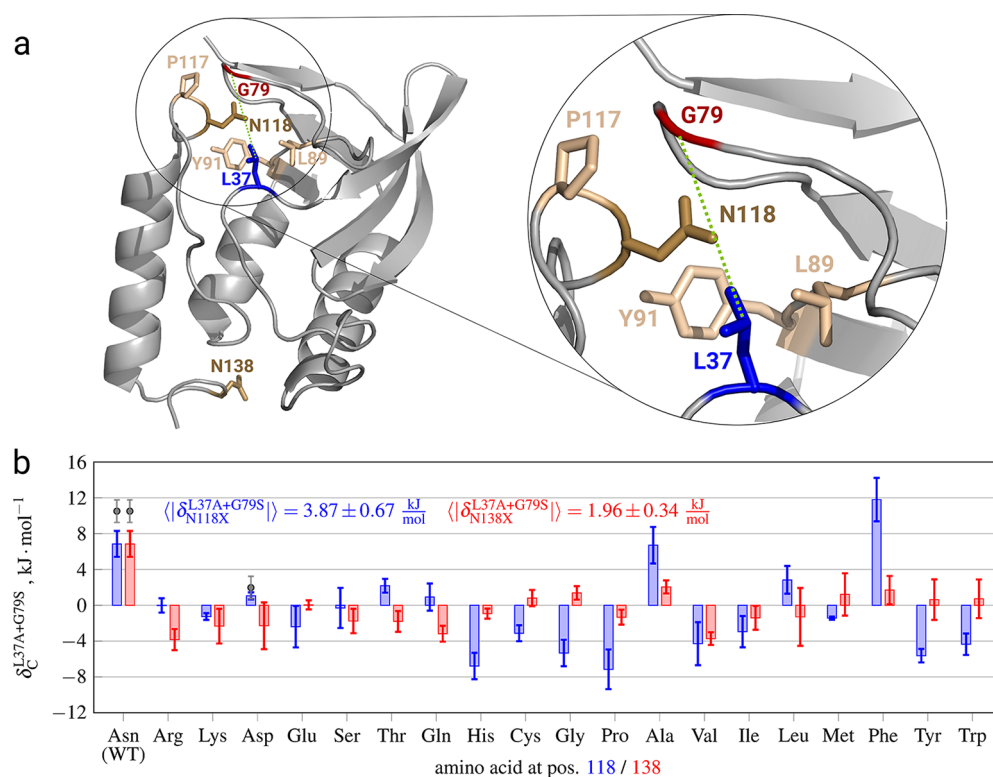 a
P117
G79
N118
Y91
L89
L37
N138
P117
G79
N118
L89
Y91
L37
b
δ_C^{L37A+G79S}, kJ·mol⁻¹
16
12
8
4
0
−4
−8
−12
⟨|δ_{N118X}^{L37A+G79S}|⟩ = 3.87±0.67 kJ/mol ⟨|δ_{N138X}^{L37A+G79S}|⟩ = 1.96±0.34 kJ/mol
Asn Arg Lys Asp Glu Ser Thr Gln His Cys Gly Pro Ala Val Ile Leu Met Phe Tyr Trp
(WT)
amino acid at pos. 118 / 138